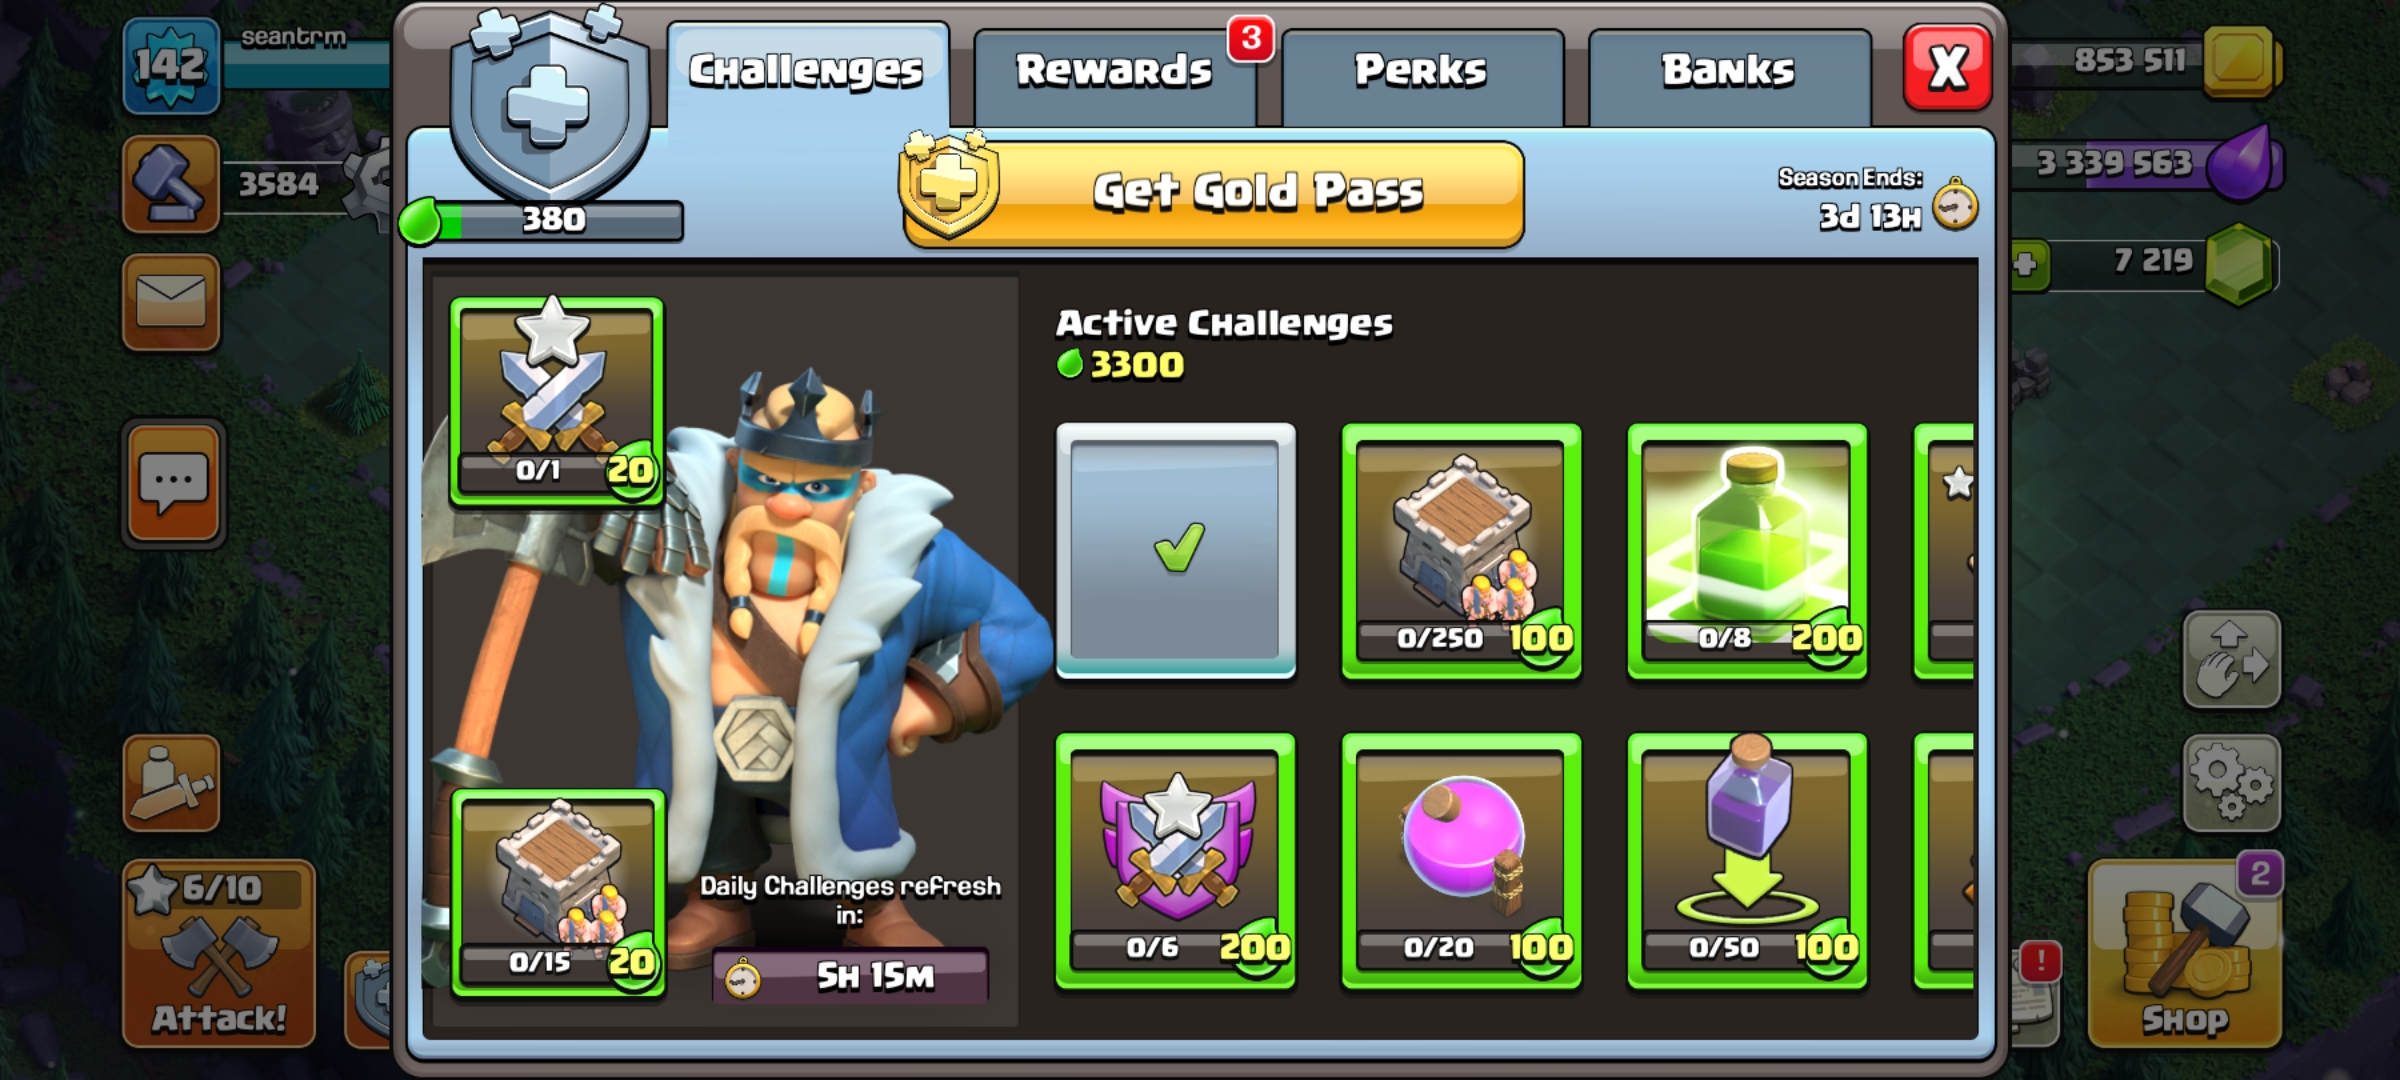 142
seantrm
3584
Challenges
Rewards
3
Perks
Banks
X
853 511
3 339 563
7 219
380
Get Gold Pass
Season Ends:
3d 13h
0/1
20
Active Challenges
3300
0/250
100
0/8
200
Daily Challenges refresh
in:
5h 15m
0/15
20
0/6
200
0/20
100
0/50
100
6/10
Attack!
!
2
Shop